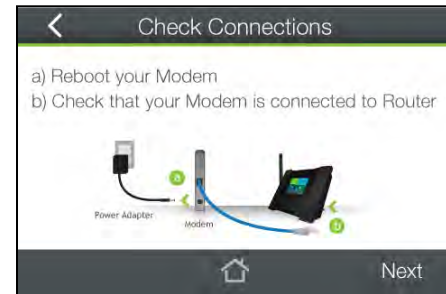 Check Connections
a) Reboot your Modem
b) Check that your Modem is connected to Router
a
Power Adapter
Modem
b
Next